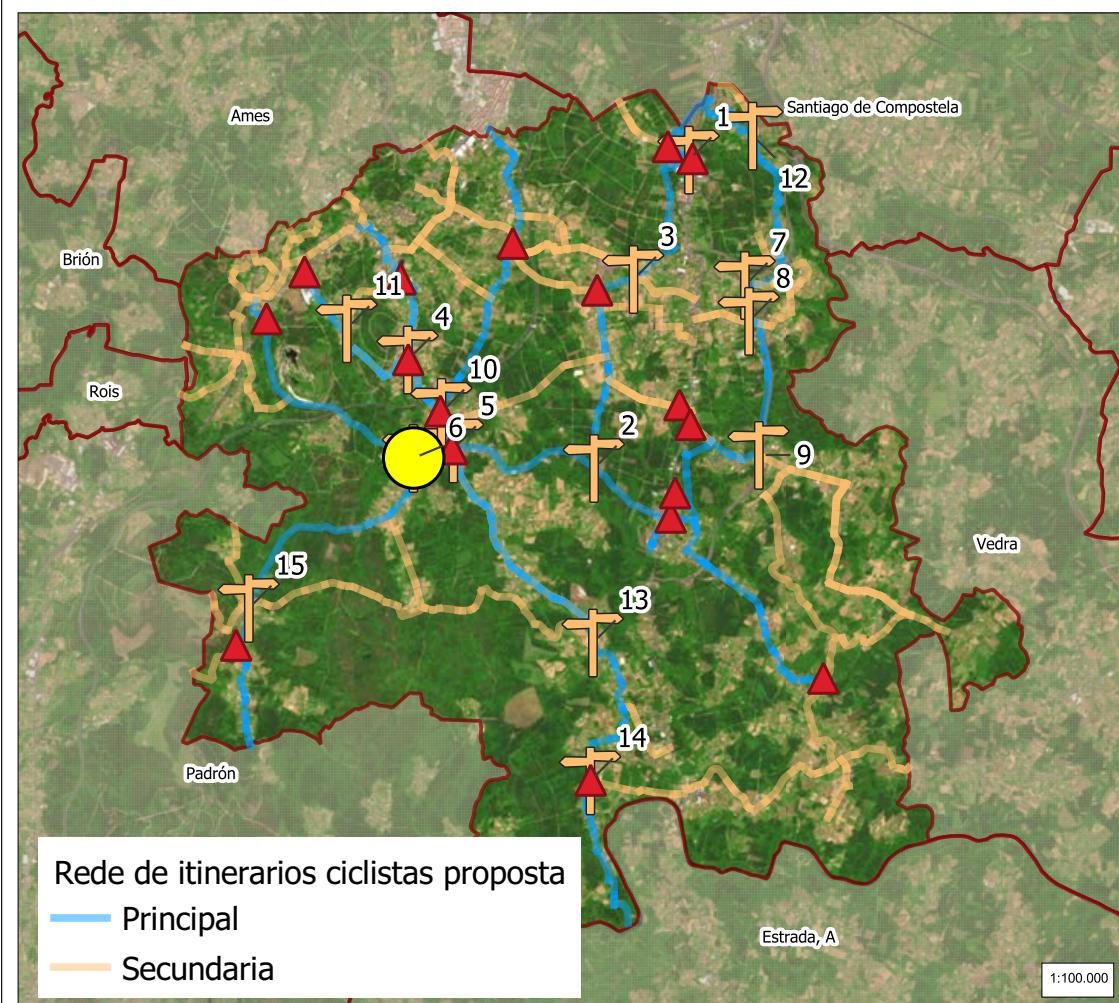 Santiago de Compostela
Ames
1
12
3
7
Brión
8
11
4
10
Rois
5
6
2
9
Vedra
15
13
14
Padrón
Rede de itinerarios ciclistas proposta
Principal
Secundaria
Estrada, A
1:100.000